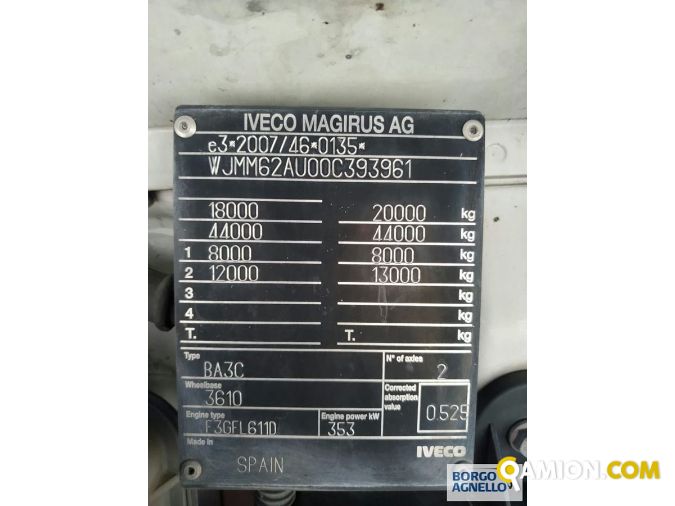 IVECO MAGIRUS AG
e3*2007/46*0135*
WJMM62AU00C393961
18000 20000 kg
44000 44000 kg
1 8000 8000 kg
2 12000 13000 kg
3 kg
4 kg
T. T. kg
Type BA3C N° of axles 2
Wheelbase 3610 Corrected absorption value 0.525
Engine type F3GFL611D Engine power kW 353
Made in SPAIN IVECO
BORGO AGNELLO
QAMION.COM